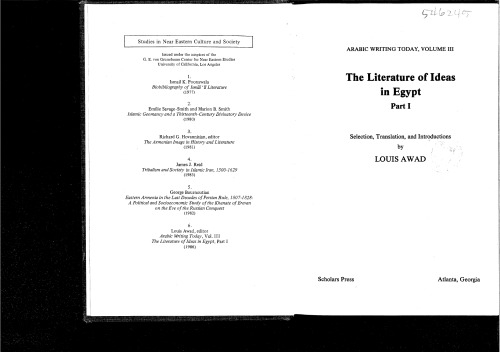 Studies in Near Eastern Culture and Society
Issued under the auspices of the
G. E. von Grunebaum Center for Near Eastern Studies
University of California, Los Angeles
1.
Ismail K. Poonawala
Biobibliography of Ismāʿīlī Literature
(1977)
2.
Emilie Savage-Smith and Marion B. Smith
Islamic Geomancy and a Thirteenth-Century Divinatory Device
(1980)
3.
Richard G. Hovannisian, editor
The Armenian Image in History and Literature
(1981)
4.
James J. Reid
Tribalism and Society in Islamic Iran, 1500-1629
(1983)
5.
George Bournoutian
Eastern Armenia in the Last Decades of Persian Rule, 1807-1828:
A Political and Socioeconomic Study of the Khanate of Erevan
on the Eve of the Russian Conquest
(1982)
6.
Louis Awad, editor
Arabic Writing Today, Vol. III
The Literature of Ideas in Egypt, Part I
(1986)
546245
ARABIC WRITING TODAY, VOLUME III
The Literature of Ideas
in Egypt
Part I
Selection, Translation, and Introductions
by
LOUIS AWAD
Scholars Press
Atlanta, Georgia